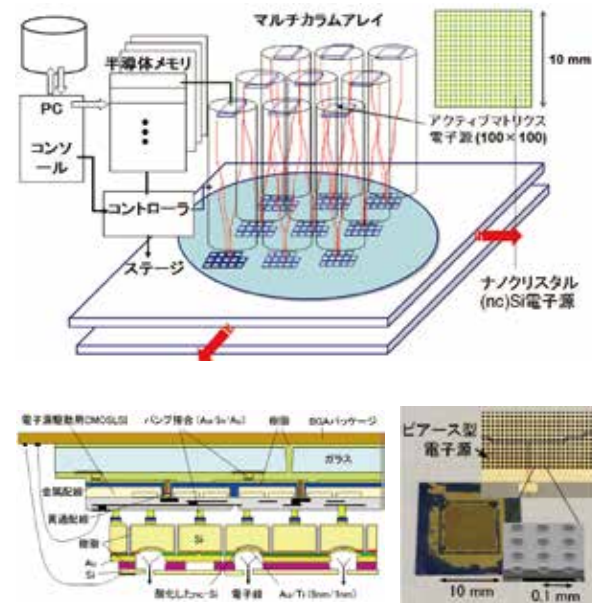 マルチカラムアレイ
半導体メモリ
10 mm
PC
コンソ
ール
アクティブマトリクス
電子源 (100×100)
コントローラ
ステージ
ナノクリスタル
(nc)Si電子源
電子源駆動用CMOSLSI
バンプ接合 (Au-Sn/Au)
樹脂
BGAパッケージ
ガラス
金属配線
貫通配線
樹脂
Si
Au
Si
酸化したnc-Si
電子線
Au/Ti (9nm/1nm)
ピアース型
電子源
10 mm
0.1 mm